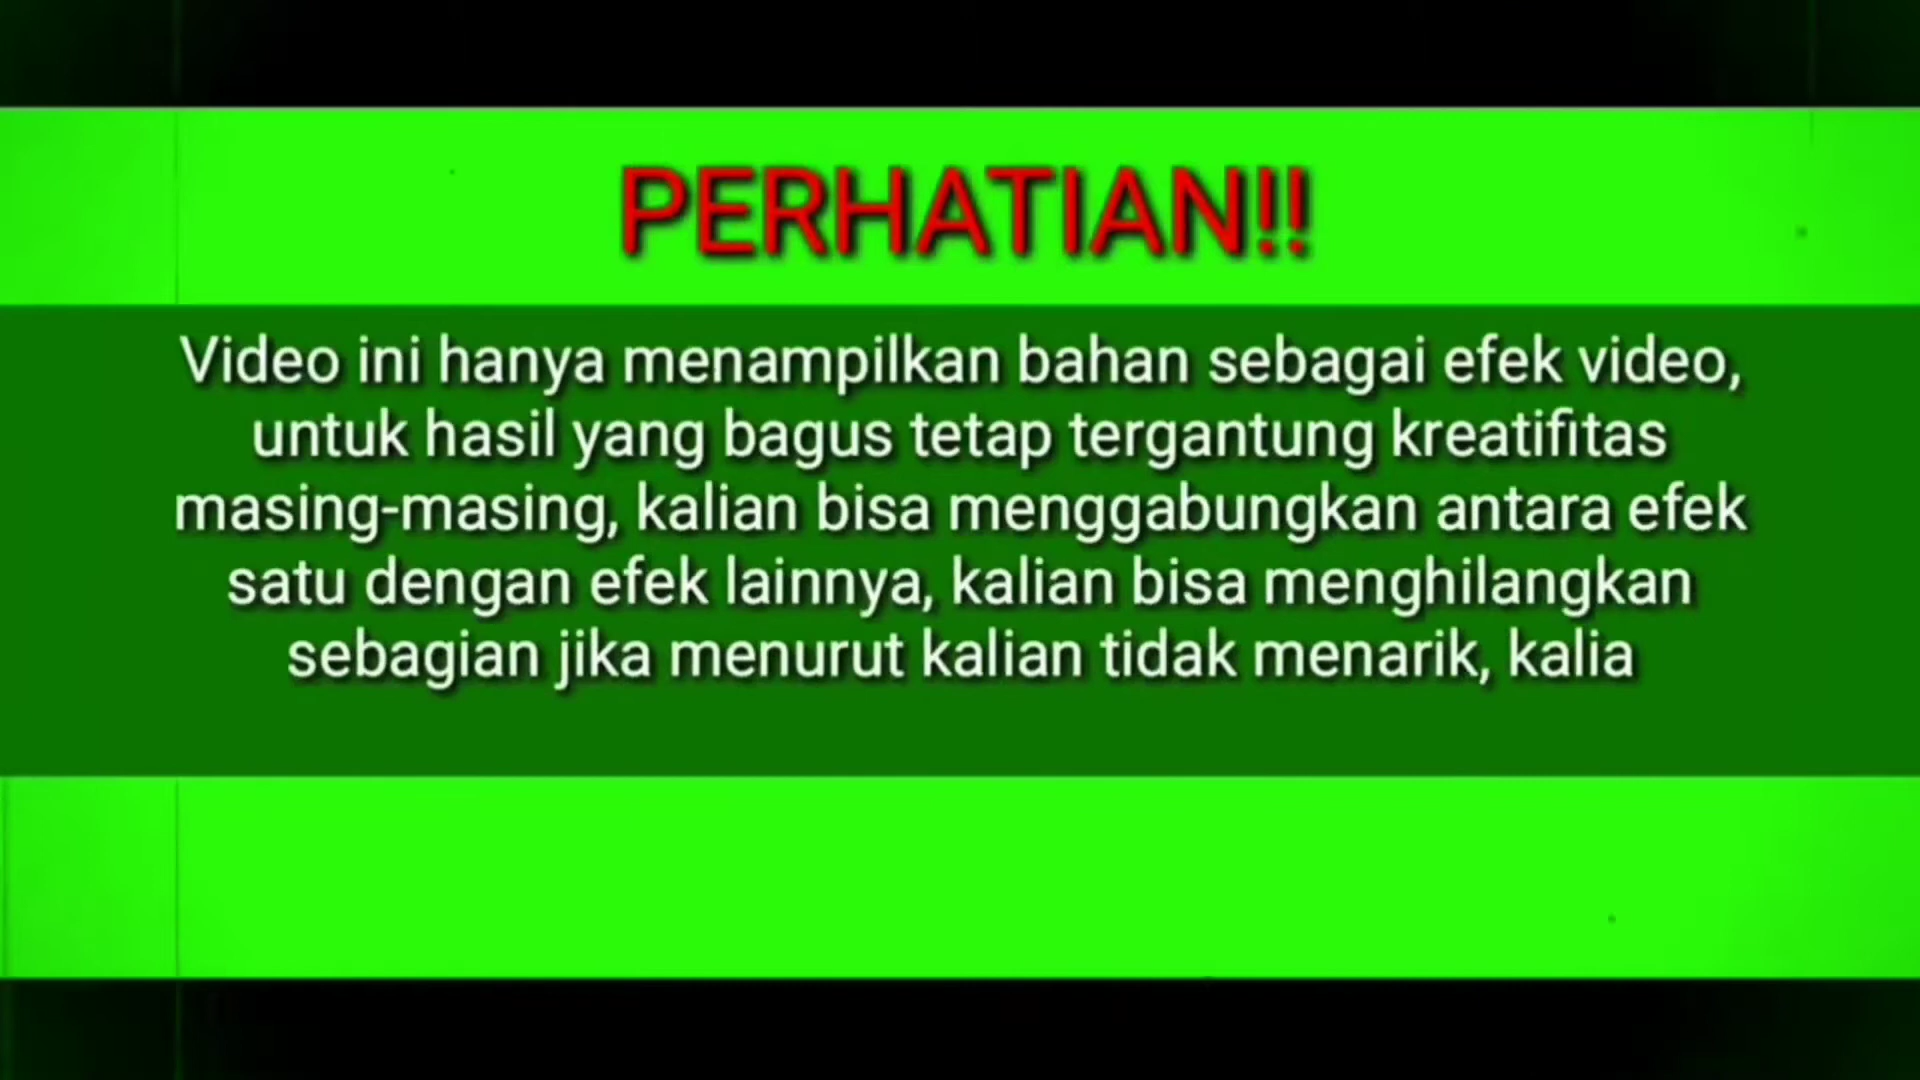 PERHATIAN!!
Video ini hanya menampilkan bahan sebagai efek video,
untuk hasil yang bagus tetap tergantung kreatifitas
masing-masing, kalian bisa menggabungkan antara efek
satu dengan efek lainnya, kalian bisa menghilangkan
sebagian jika menurut kalian tidak menarik, kalia